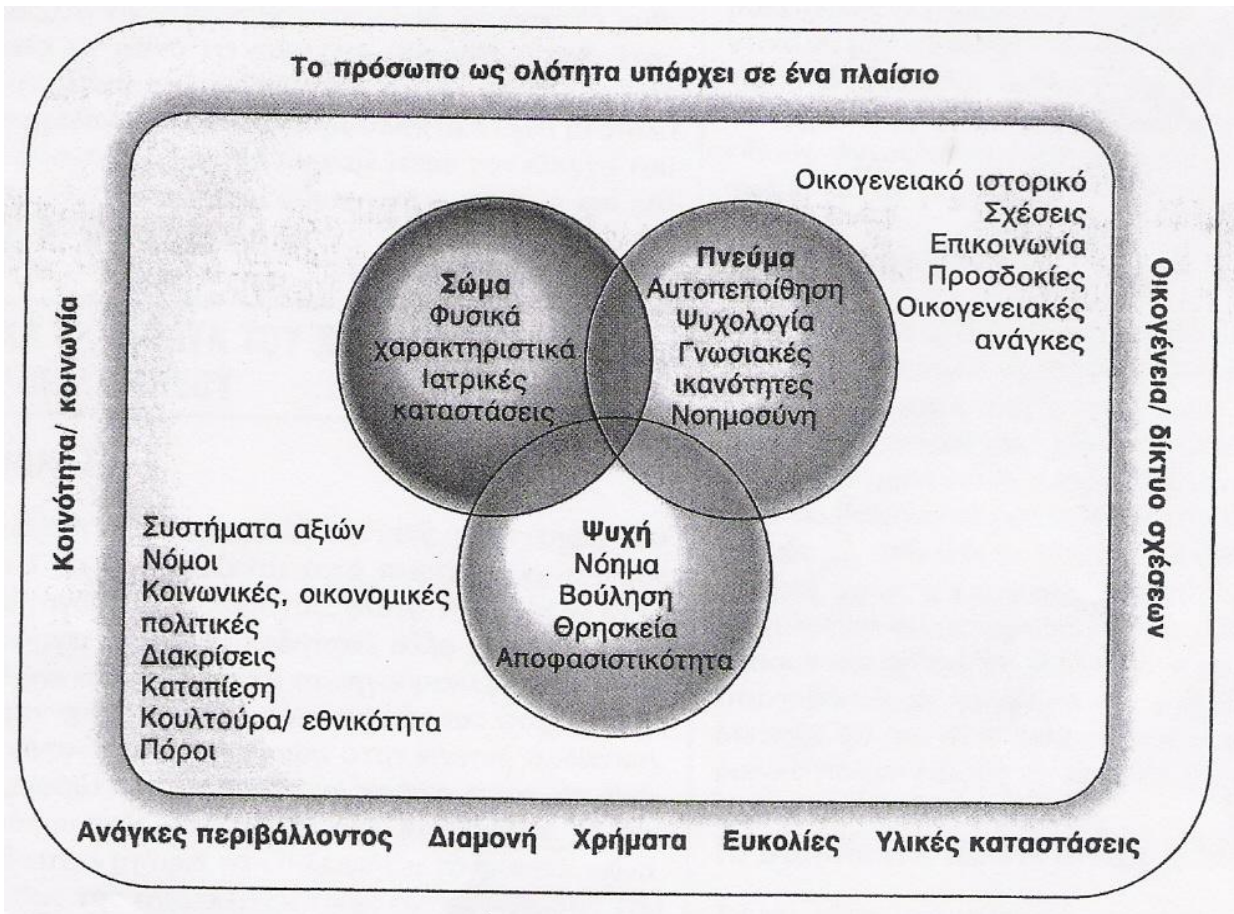 Το πρόσωπο ως ολότητα υπάρχει σε ένα πλαίσιο
Οικογενειακό ιστορικό
Σχέσεις
Επικοινωνία
Προσδοκίες
Οικογενειακές
ανάγκες
Σώμα
Φυσικά
χαρακτηριστικά
Ιατρικές
καταστάσεις
Πνεύμα
Αυτοπεποίθηση
Ψυχολογία
Γνωσιακές
ικανότητες
Νοημοσύνη
Ψυχή
Νόημα
Βούληση
Θρησκεία
Αποφασιστικότητα
Κοινότητα/ κοινωνία
Οικογένεια/ δίκτυο σχέσεων
Συστήματα αξιών
Νόμοι
Κοινωνικές, οικονομικές
πολιτικές
Διακρίσεις
Καταπίεση
Κουλτούρα/ εθνικότητα
Πόροι
Ανάγκες περιβάλλοντος Διαμονή Χρήματα Ευκολίες Υλικές καταστάσεις